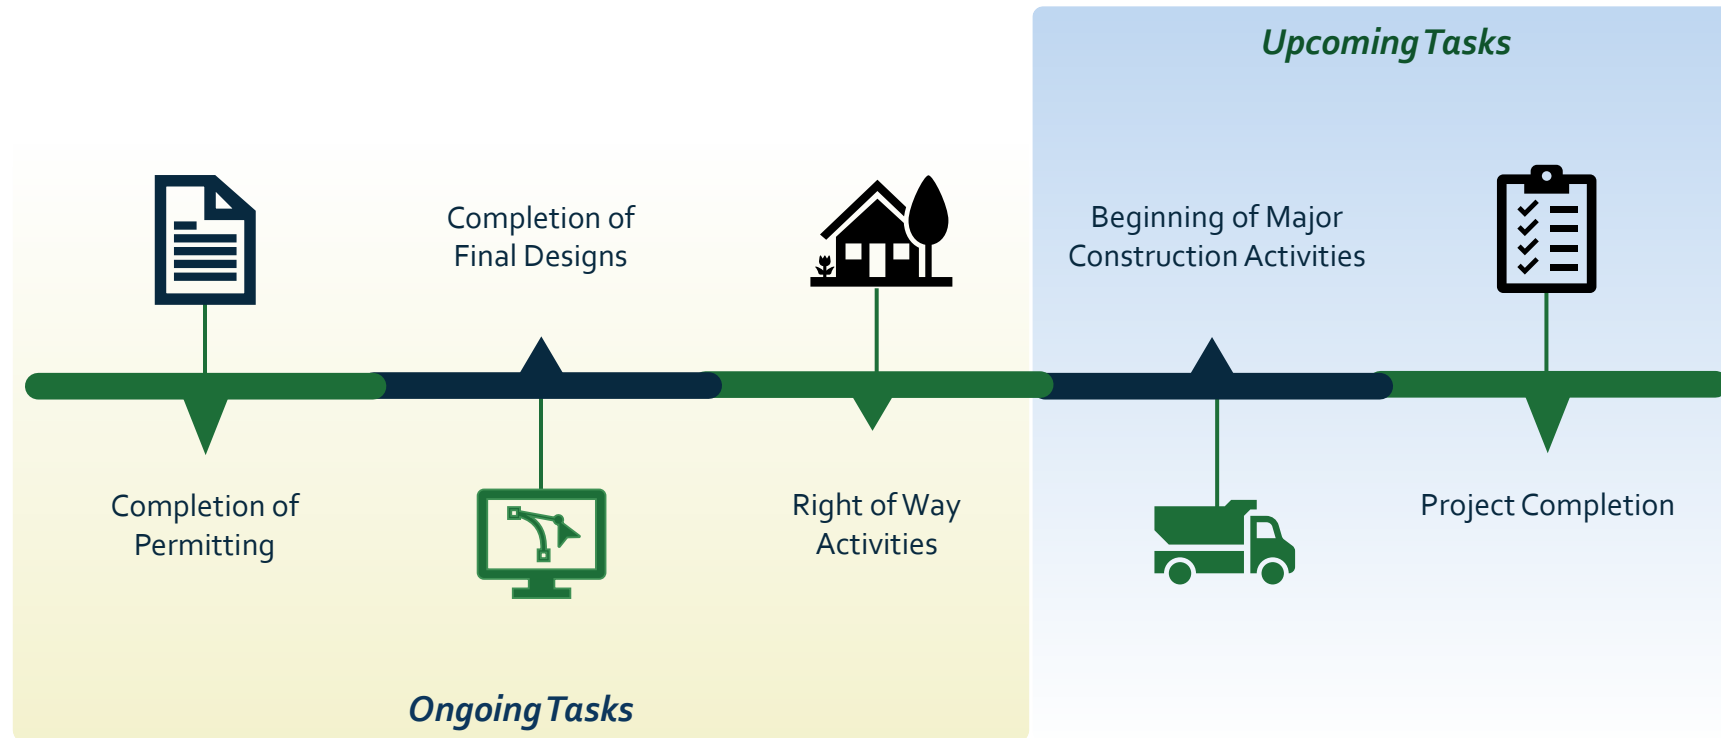 Upcoming Tasks
Completion of
Final Designs
Beginning of Major
Construction Activities
Completion of
Permitting
Right of Way
Activities
Project Completion
Ongoing Tasks